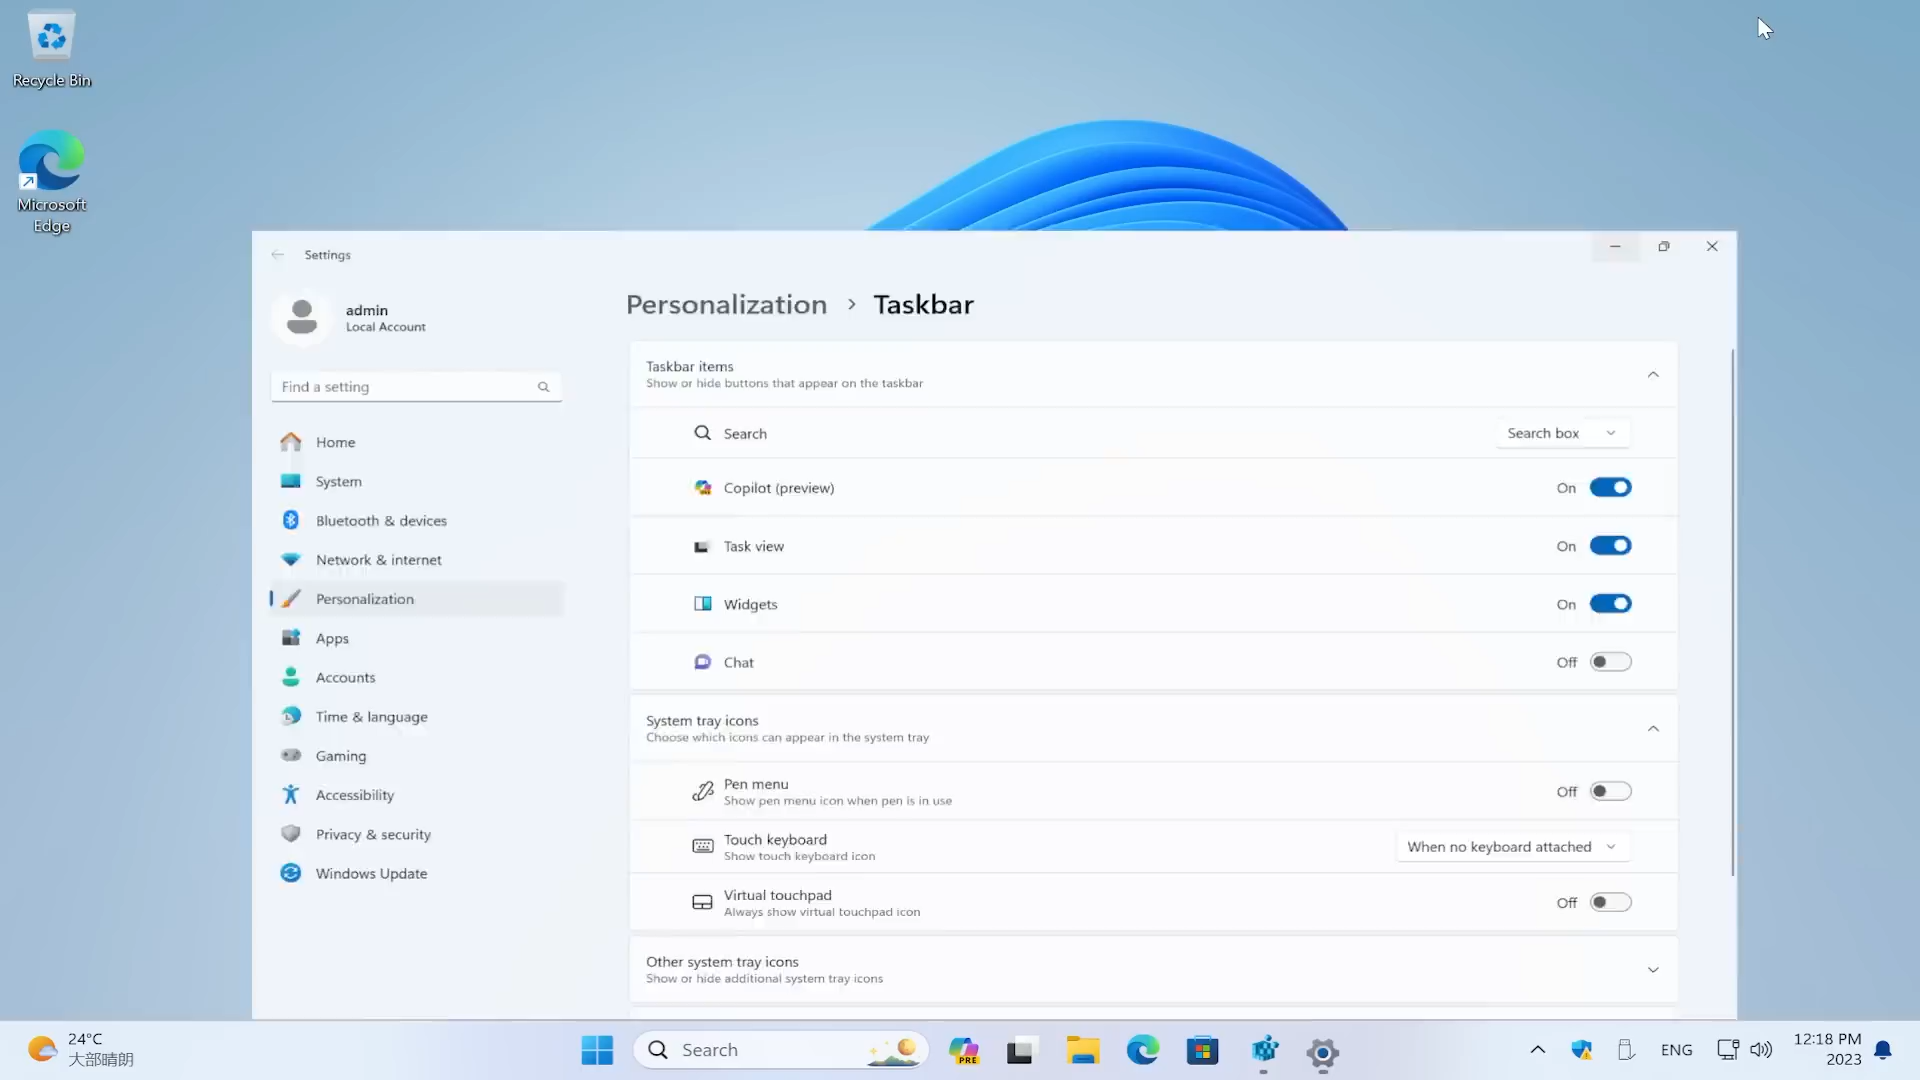 Recycle Bin
Microsoft
Edge
Settings
admin
Local Account
Find a setting
Home
System
Bluetooth & devices
Network & internet
Personalization
Apps
Accounts
Time & language
Gaming
Accessibility
Privacy & security
Windows Update
Personalization > Taskbar
Taskbar items
Show or hide buttons that appear on the taskbar
Search
Search box
Copilot (preview)
On
Task view
On
Widgets
On
Chat
Off
System tray icons
Choose which icons can appear in the system tray
Pen menu
Show pen menu icon when pen is in use
Off
Touch keyboard
Show touch keyboard icon
When no keyboard attached
Virtual touchpad
Always show virtual touchpad icon
Off
Other system tray icons
Show or hide additional system tray icons
24°C
大部晴朗
Search
PRE
ENG
12:18 PM
2023